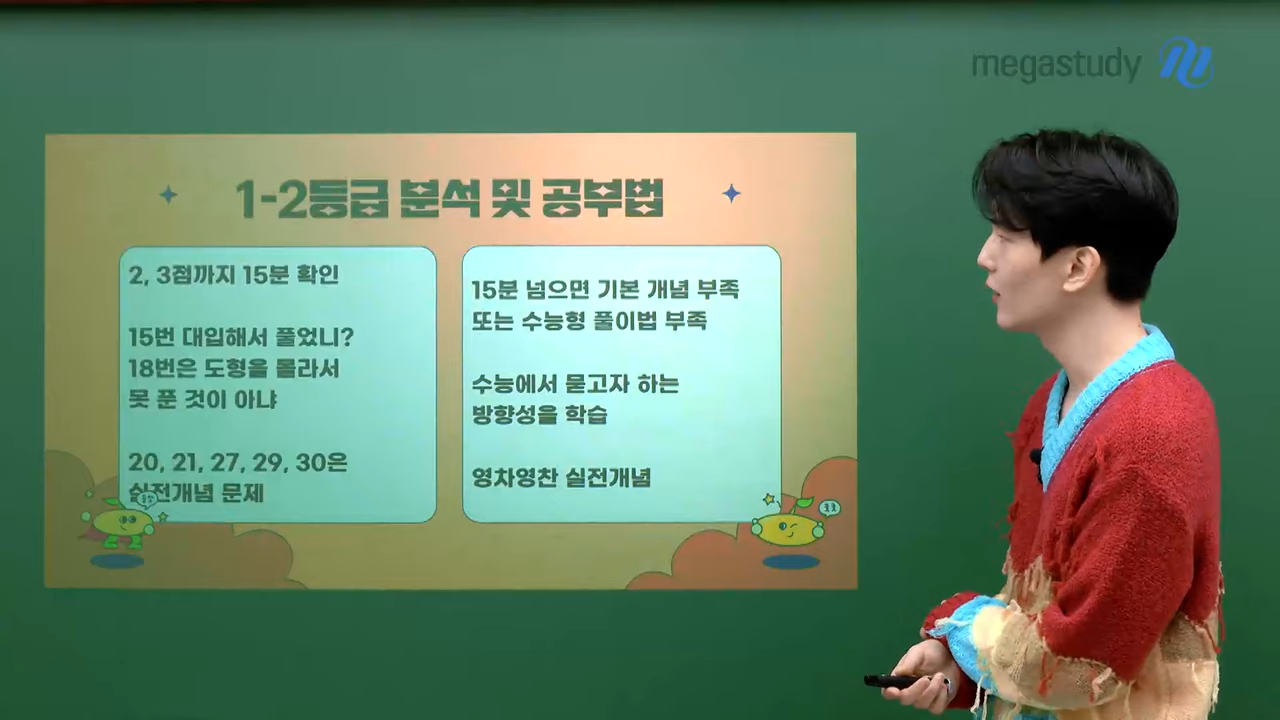 megastudy
1-2등급 분석 및 공부법
2, 3점까지 15분 확인
15번 대입해서 풀었니?
18번은 도형을 몰라서
못 푼 것이 아냐
20, 21, 27, 29, 30은
실전개념 문제
15분 넘으면 기본 개념 부족
또는 수능형 풀이법 부족
수능에서 묻고자 하는
방향성을 학습
영차영찬 실전개념